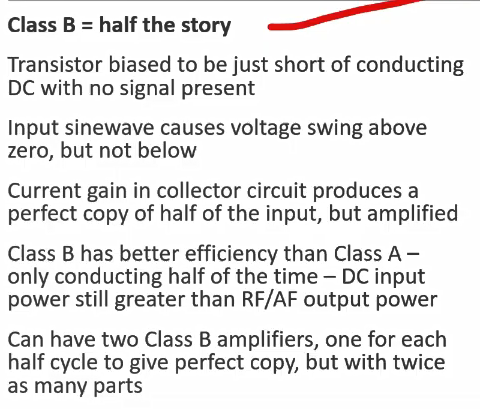 Class B = half the story
Transistor biased to be just short of conducting
DC with no signal present
Input sinewave causes voltage swing above
zero, but not below
Current gain in collector circuit produces a
perfect copy of half of the input, but amplified
Class B has better efficiency than Class A –
only conducting half of the time – DC input
power still greater than RF/AF output power
Can have two Class B amplifiers, one for each
half cycle to give perfect copy, but with twice
as many parts